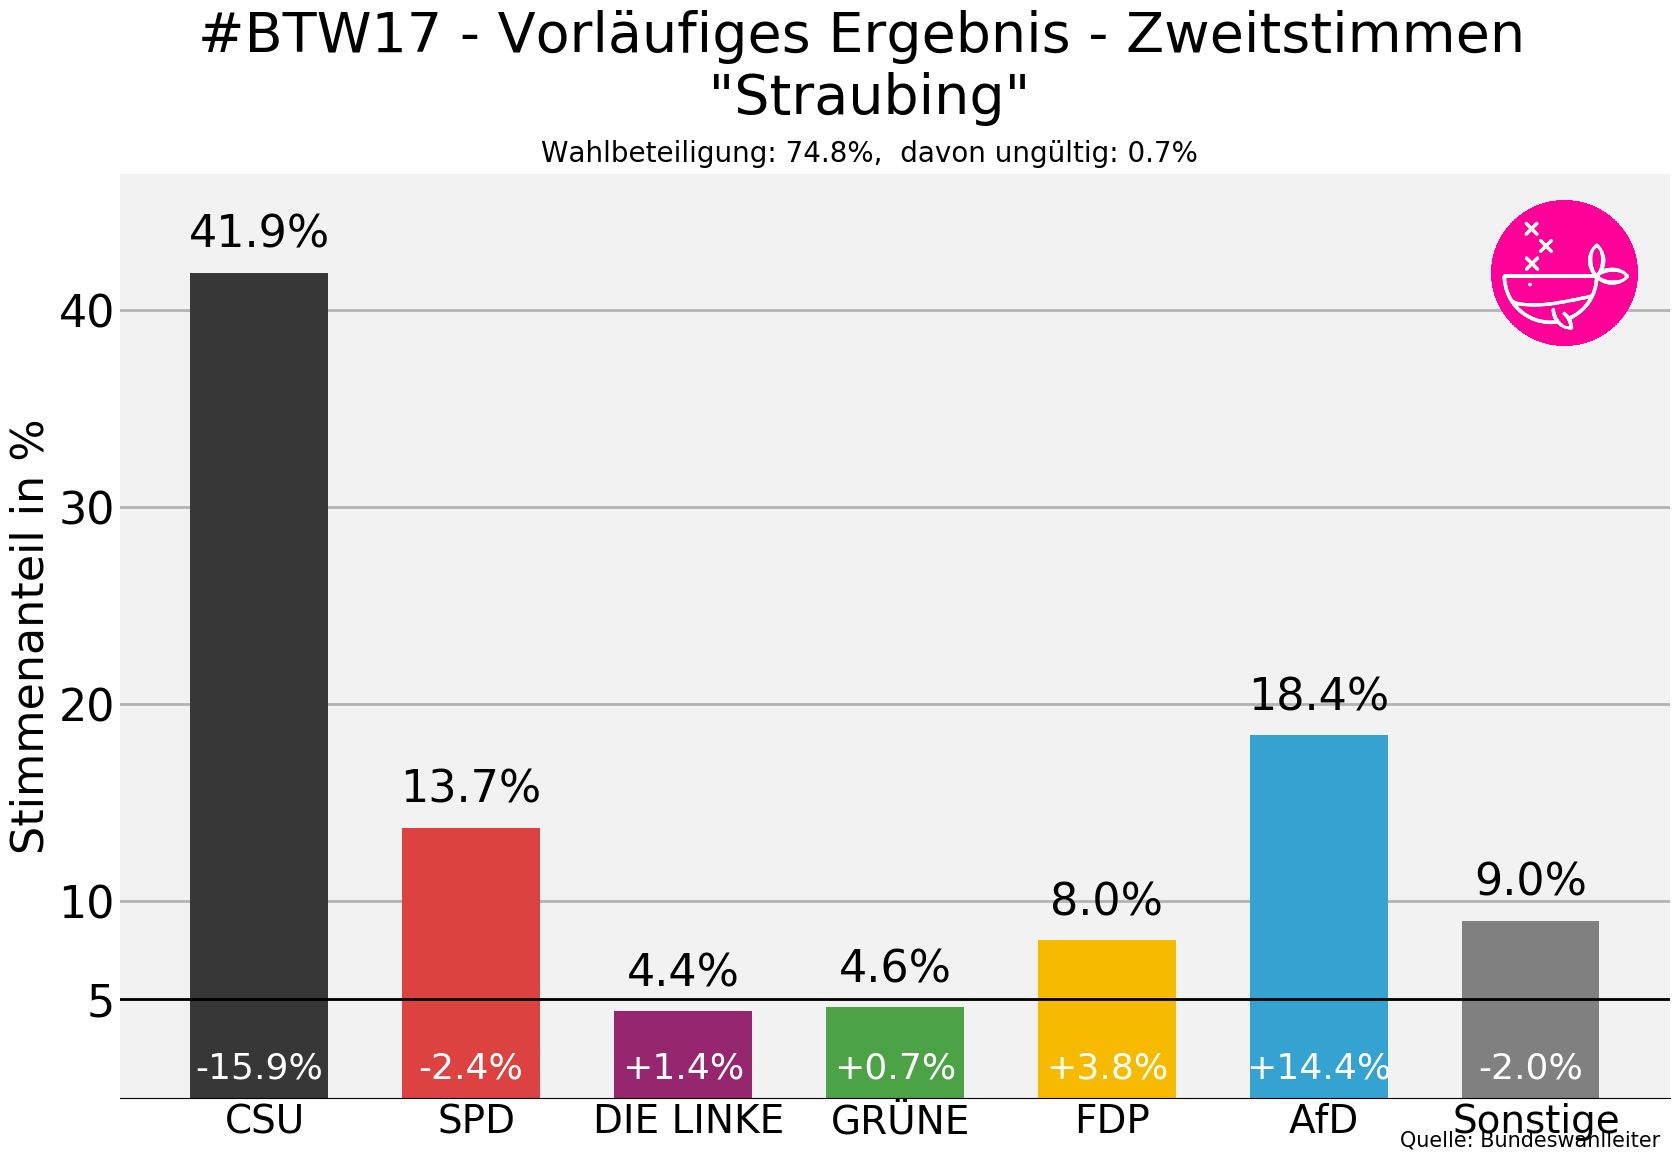 #BTW17 - Vorläufiges Ergebnis - Zweitstimmen
"Straubing"
Wahlbeteiligung: 74.8%,  davon ungültig: 0.7%
Stimmenanteil in %
40
30
20
10
5
41.9%
13.7%
4.4%
4.6%
8.0%
18.4%
9.0%
-15.9%
-2.4%
+1.4%
+0.7%
+3.8%
+14.4%
-2.0%
CSU
SPD
DIE LINKE
GRÜNE
FDP
AfD
Sonstige
Quelle: Bundeswahlleiter